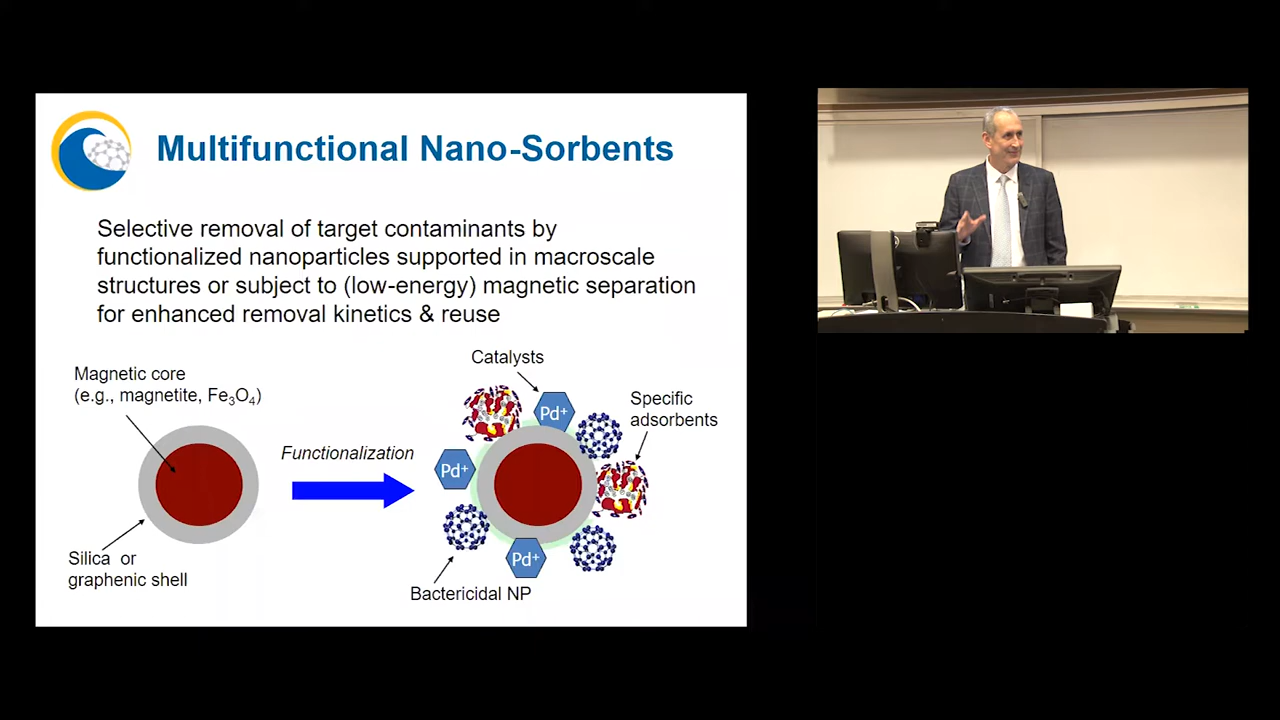 Multifunctional Nano-Sorbents
Selective removal of target contaminants by
functionalized nanoparticles supported in macroscale
structures or subject to (low-energy) magnetic separation
for enhanced removal kinetics & reuse
Magnetic core
(e.g., magnetite, Fe₃O₄)
Silica or
graphenic shell
Functionalization
Catalysts
Pd⁺
Specific
adsorbents
Pd⁺
Pd⁺
Bactericidal NP